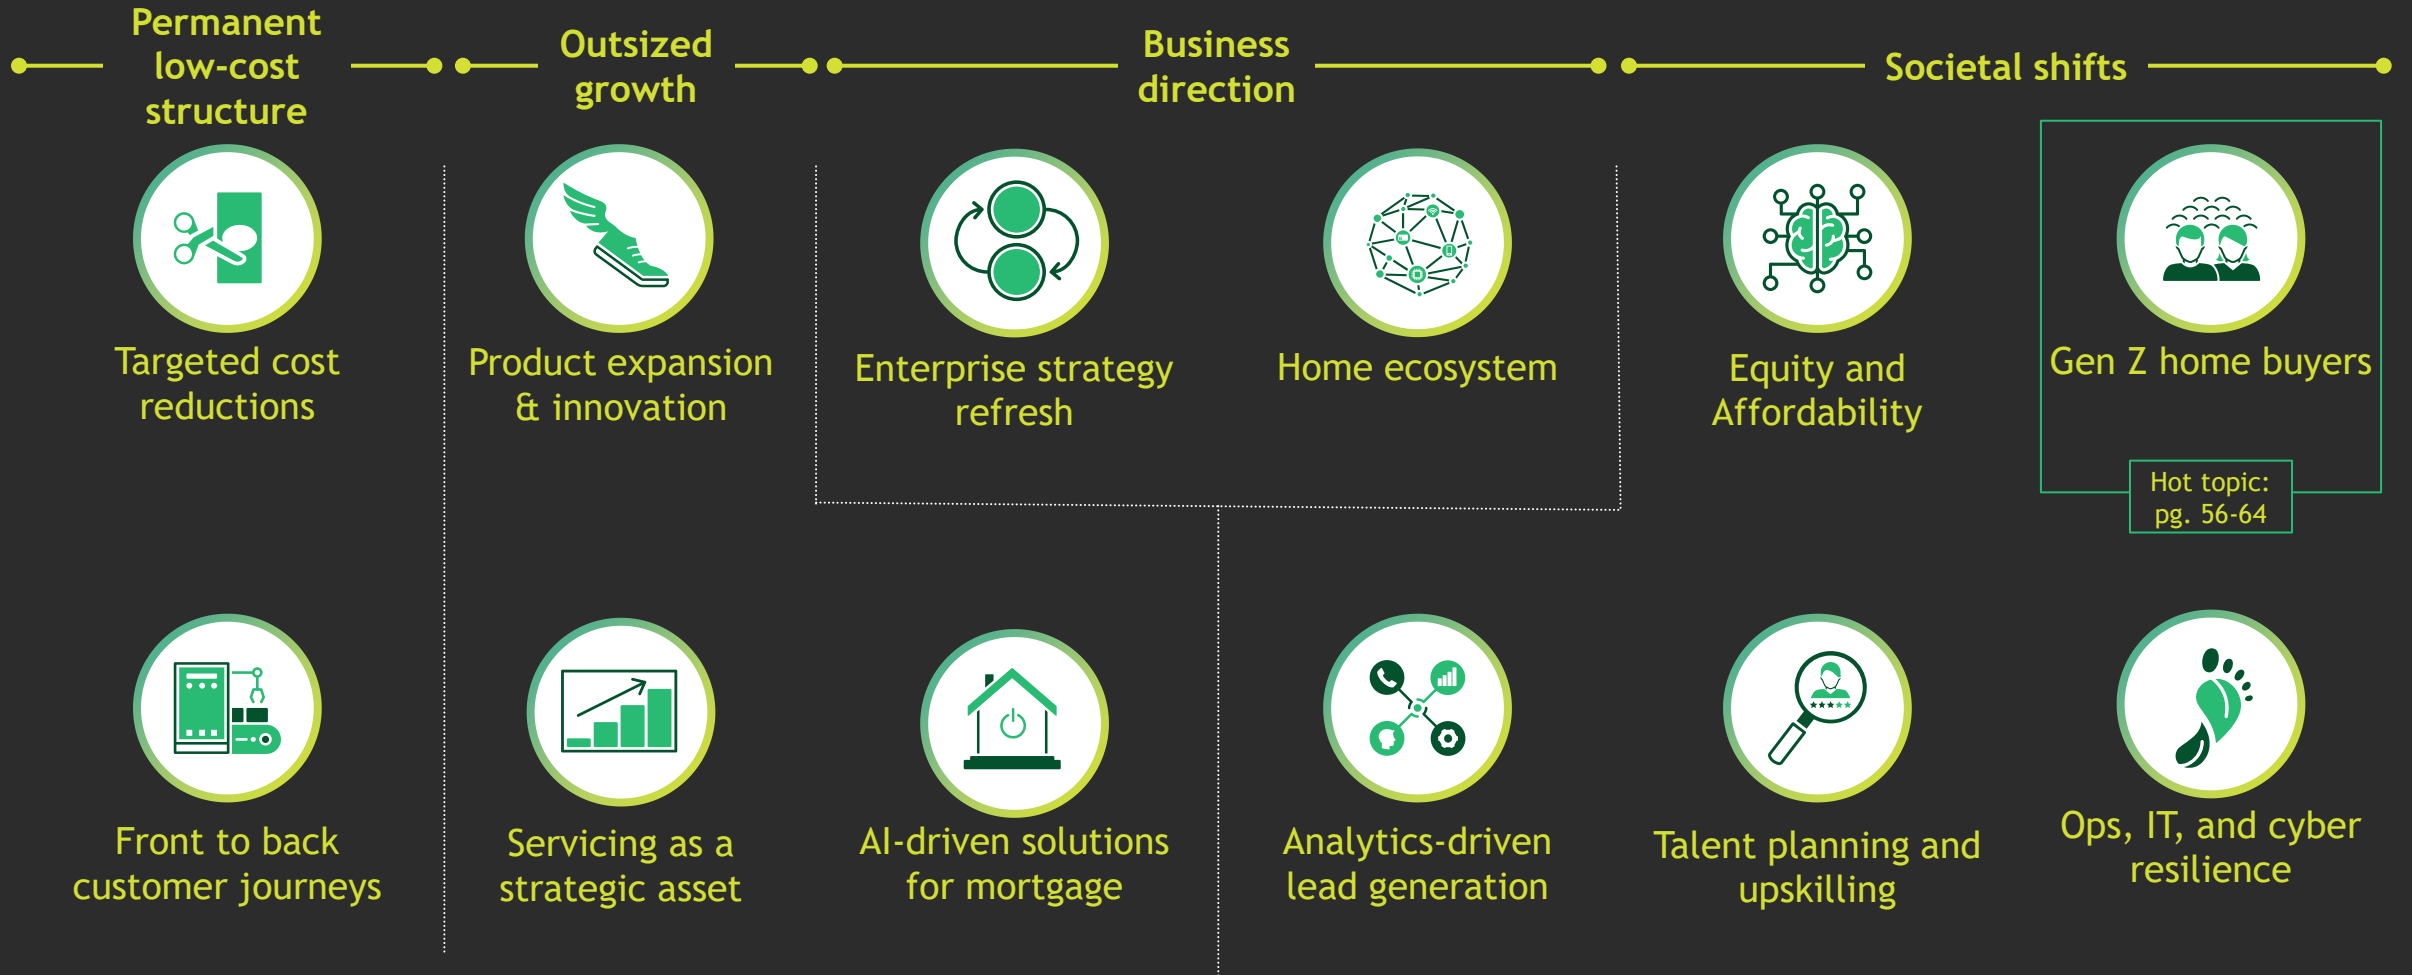 Permanent
low-cost
structure
Outsized
growth
Business
direction
Societal shifts
Targeted cost
reductions
Product expansion
& innovation
Enterprise strategy
refresh
Home ecosystem
Equity and
Affordability
Gen Z home buyers
Hot topic:
pg. 56-64
Front to back
customer journeys
Servicing as a
strategic asset
AI-driven solutions
for mortgage
Analytics-driven
lead generation
Talent planning and
upskilling
Ops, IT, and cyber
resilience